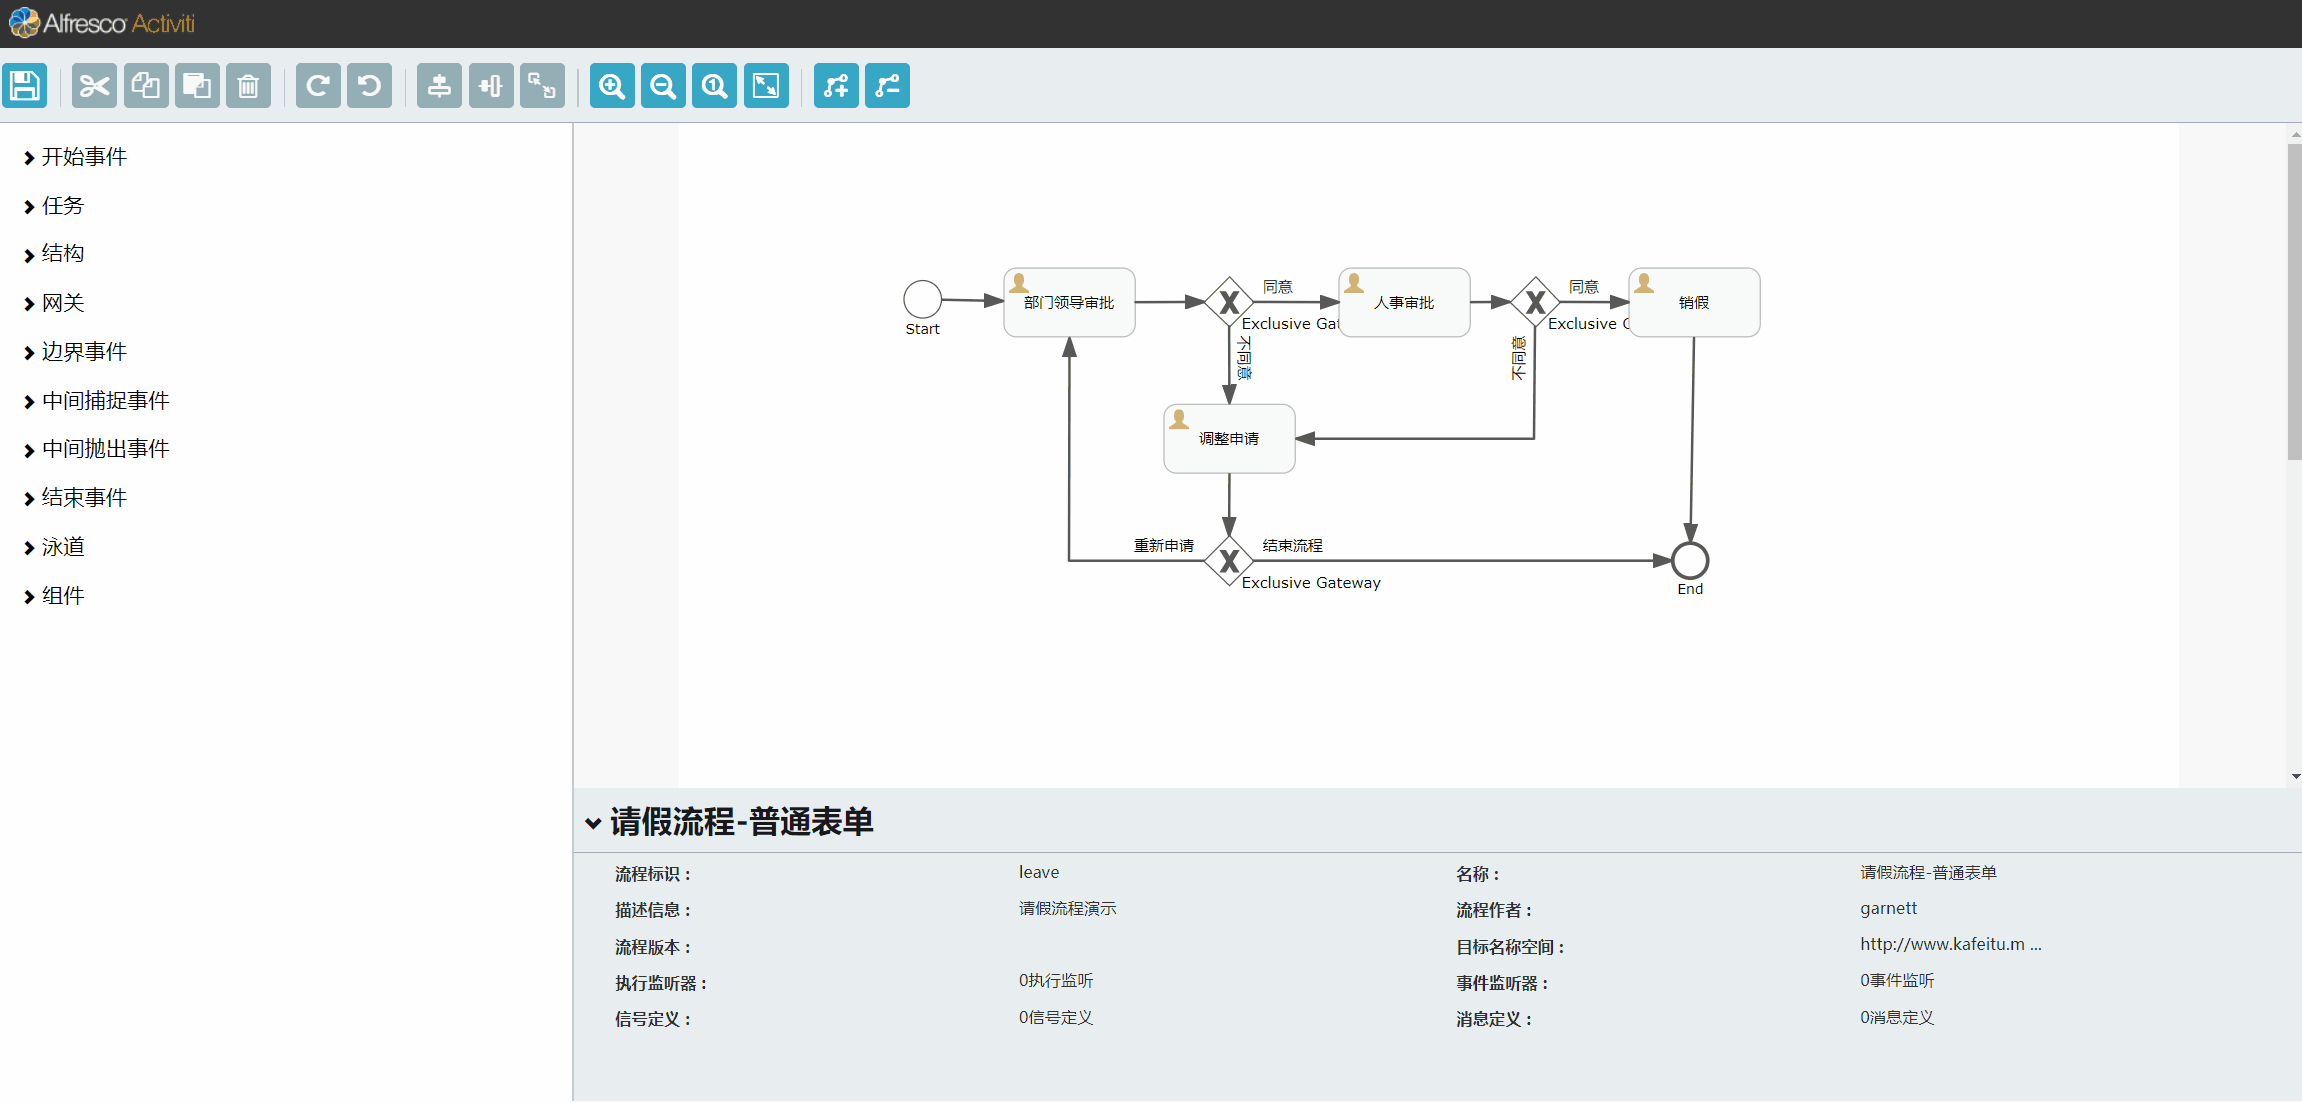 Alfresco Activiti
开始事件
任务
结构
网关
边界事件
中间捕捉事件
中间抛出事件
结束事件
泳道
组件
Start
部门领导审批
同意
Exclusive Gat
不同意
人事审批
同意
Exclusive
不同意
销假
调整申请
重新申请
结束流程
Exclusive Gateway
End
请假流程-普通表单
流程标识：
leave
名称：
请假流程-普通表单
描述信息：
请假流程演示
流程作者：
garnett
流程版本：
目标名称空间：
http://www.kafeitu.m ...
执行监听器：
0执行监听
事件监听器：
0事件监听
信号定义：
0信号定义
消息定义：
0消息定义